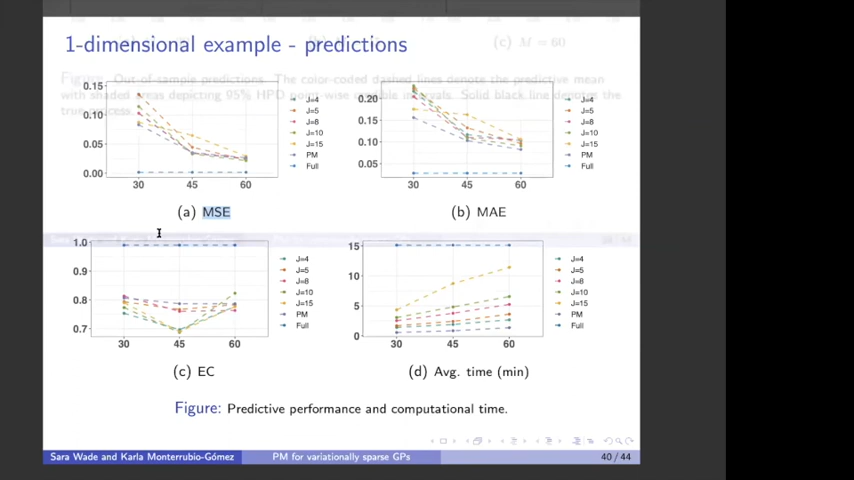 (c) M = 60
1-dimensional example - predictions
Figure: Out-of-sample predictions. The color-coded dashed lines denote the predictive mean
with shaded areas depicting 95% HPD point-wise credible intervals. Solid black line denotes the
true process.
0.15
0.10
0.05
0.00
30 45 60
J=4
J=5
J=8
J=10
J=15
PM
Full
(a) MSE
0.20
0.15
0.10
0.05
30 45 60
J=4
J=5
J=8
J=10
J=15
PM
Full
(b) MAE
1.0
0.9
0.8
0.7
30 45 60
J=4
J=5
J=8
J=10
J=15
PM
Full
(c) EC
15
10
5
0
30 45 60
J=4
J=5
J=8
J=10
J=15
PM
Full
(d) Avg. time (min)
Figure: Predictive performance and computational time.
Sara Wade and Karla Monterrubio-Gómez PM for variationally sparse GPs 40 / 44